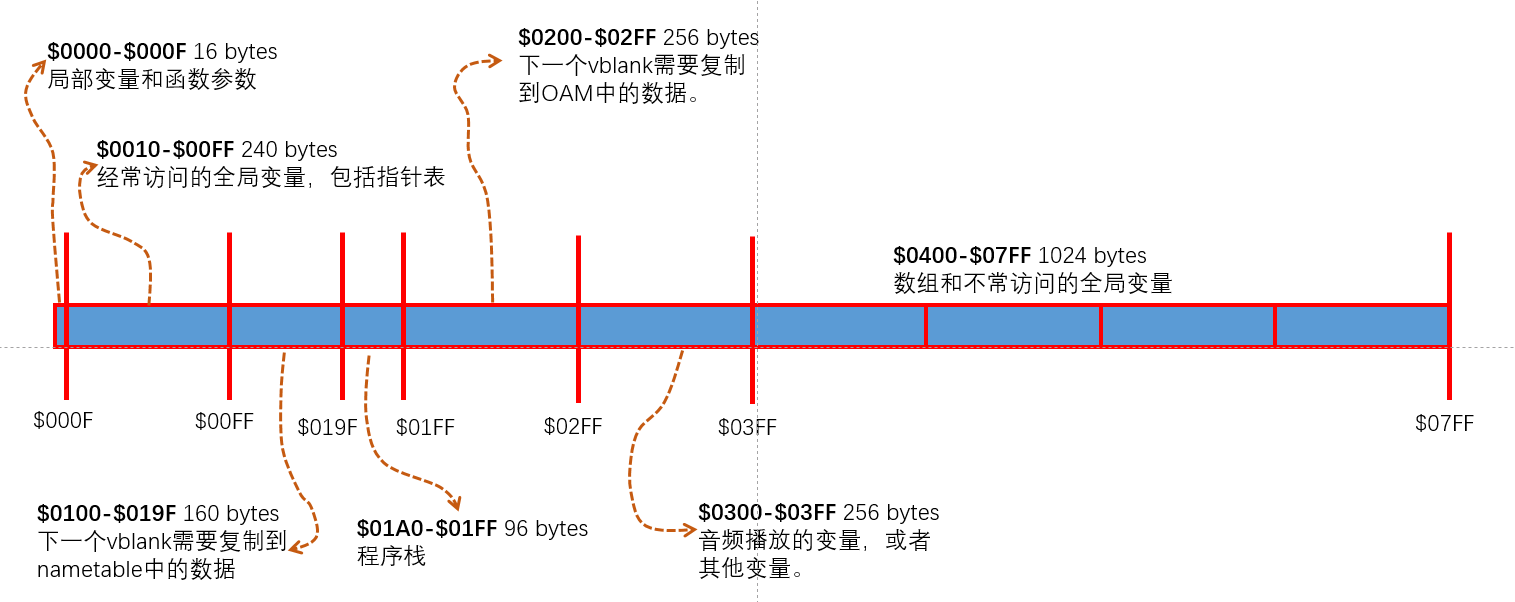 $0000-$000F 16 bytes
局部变量和函数参数
$0010-$00FF 240 bytes
经常访问的全局变量，包括指针表
$0200-$02FF 256 bytes
下一个vblank需要复制
到OAM中的数据。
$0400-$07FF 1024 bytes
数组和不常访问的全局变量
$000F
$00FF
$019F
$01FF
$02FF
$03FF
$07FF
$0100-$019F 160 bytes
下一个vblank需要复制到
nametable中的数据
$01A0-$01FF 96 bytes
程序栈
$0300-$03FF 256 bytes
音频播放的变量，或者
其他变量。